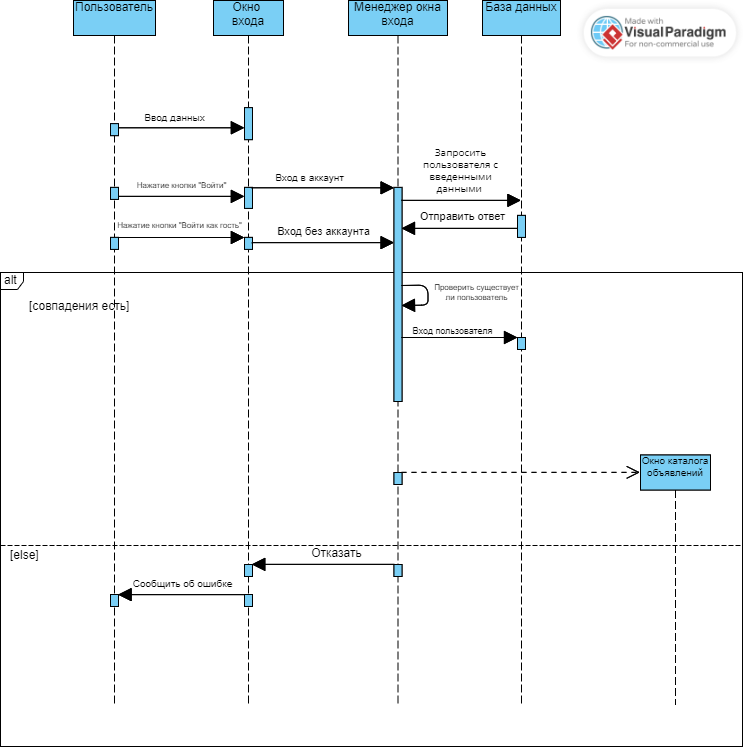 Пользователь
Окно
входа
Менеджер окна
входа
База данных
Made with
VisualParadigm
For non-commercial use
Ввод данных
Запросить
пользователя с
введенными
данными
Нажатие кнопки "Войти"
Вход в аккаунт
Отправить ответ
Нажатие кнопки "Войти как гость"
Вход без аккаунта
alt
[совпадения есть]
Проверить существует
ли пользователь
Вход пользователя
Окно каталога
объявлений
[else]
Отказать
Сообщить об ошибке